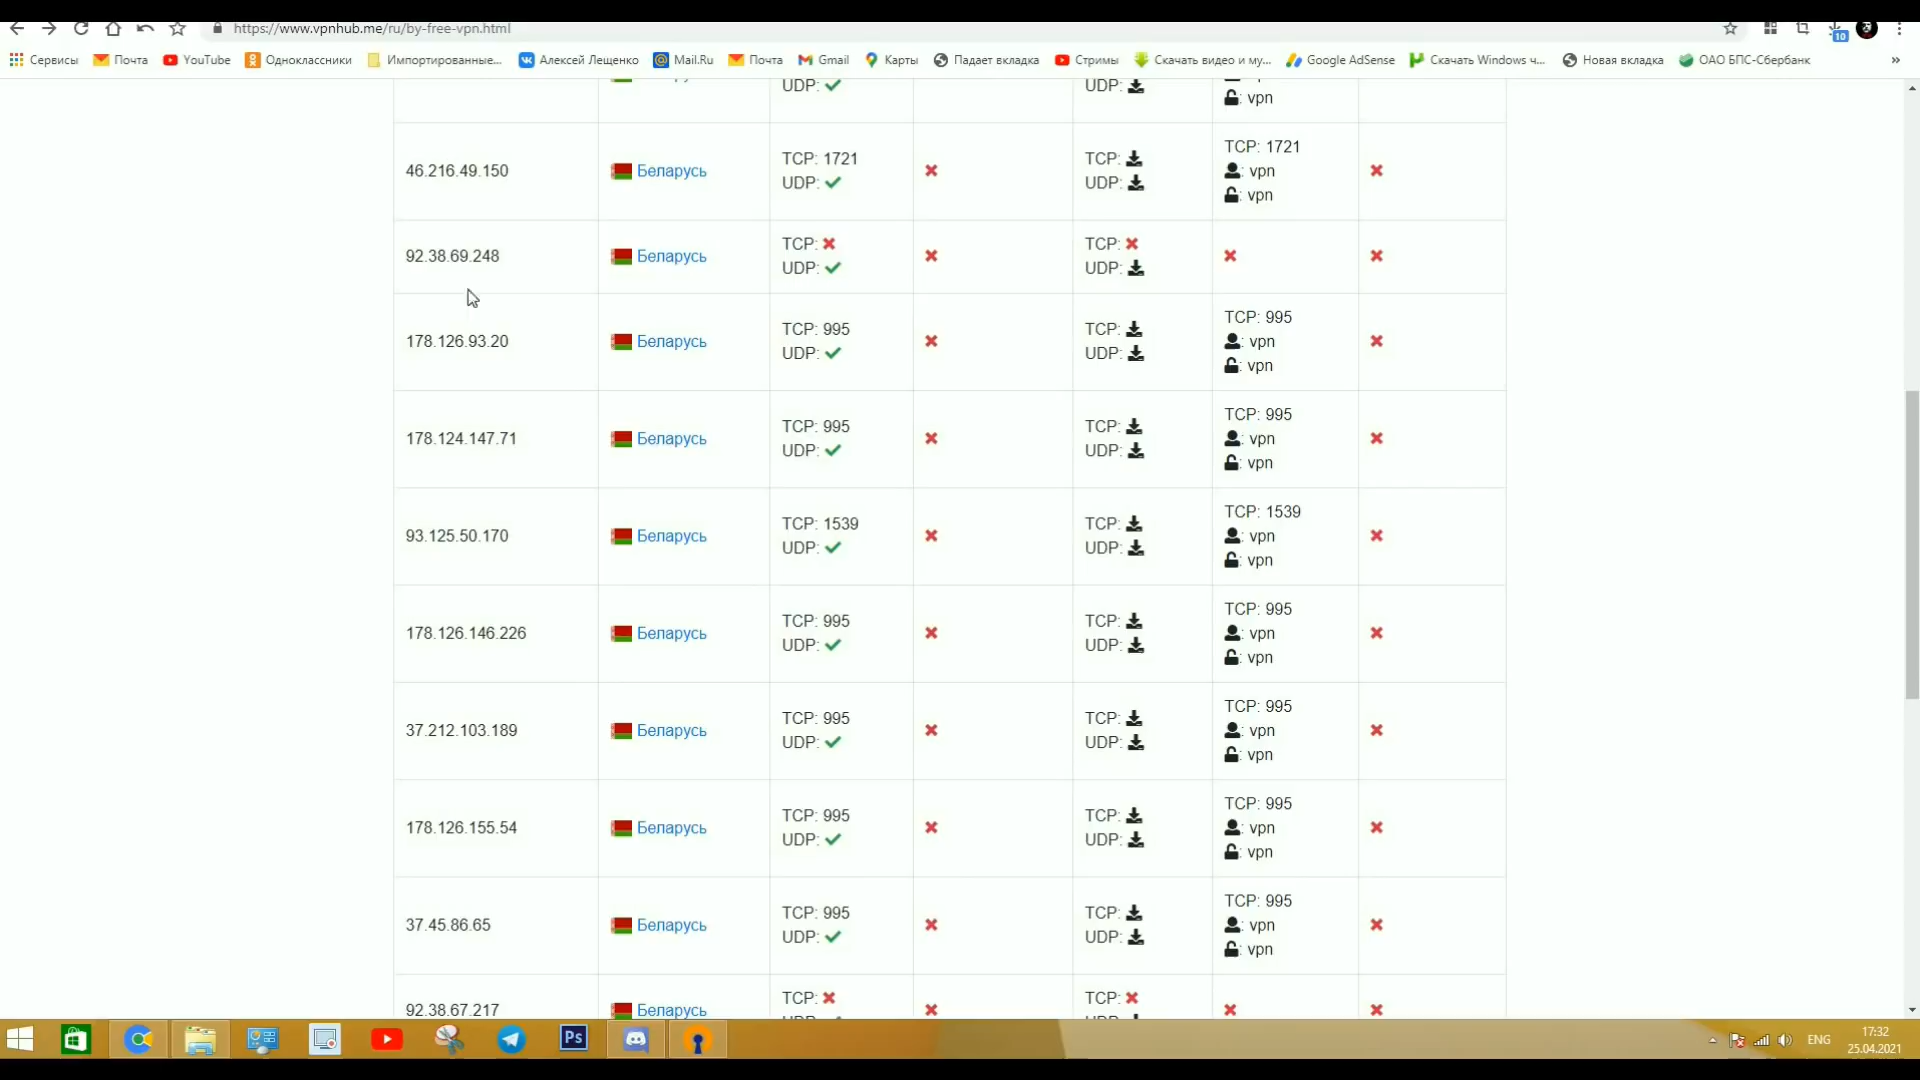 https://www.vpnhub.me/ru/by-free-vpn.html
10
Сервисы Почта YouTube Одноклассники Импортированные... Алексей Лещенко Mail.Ru Почта Gmail Карты Падает вкладка Стримы Скачать видео и му... Google AdSense Скачать Windows ч... Новая вкладка ОАО БПС-Сбербанк »
UDP: UDP: : vpn
46.216.49.150 Беларусь TCP: 1721 UDP: TCP: UDP: TCP: 1721 : vpn : vpn
92.38.69.248 Беларусь TCP: UDP: TCP: UDP:
178.126.93.20 Беларусь TCP: 995 UDP: TCP: UDP: TCP: 995 : vpn : vpn
178.124.147.71 Беларусь TCP: 995 UDP: TCP: UDP: TCP: 995 : vpn : vpn
93.125.50.170 Беларусь TCP: 1539 UDP: TCP: UDP: TCP: 1539 : vpn : vpn
178.126.146.226 Беларусь TCP: 995 UDP: TCP: UDP: TCP: 995 : vpn : vpn
37.212.103.189 Беларусь TCP: 995 UDP: TCP: UDP: TCP: 995 : vpn : vpn
178.126.155.54 Беларусь TCP: 995 UDP: TCP: UDP: TCP: 995 : vpn : vpn
37.45.86.65 Беларусь TCP: 995 UDP: TCP: UDP: TCP: 995 : vpn : vpn
92.38.67.217 Беларусь TCP: TCP:
Ps
ENG
17:32
25.04.2021